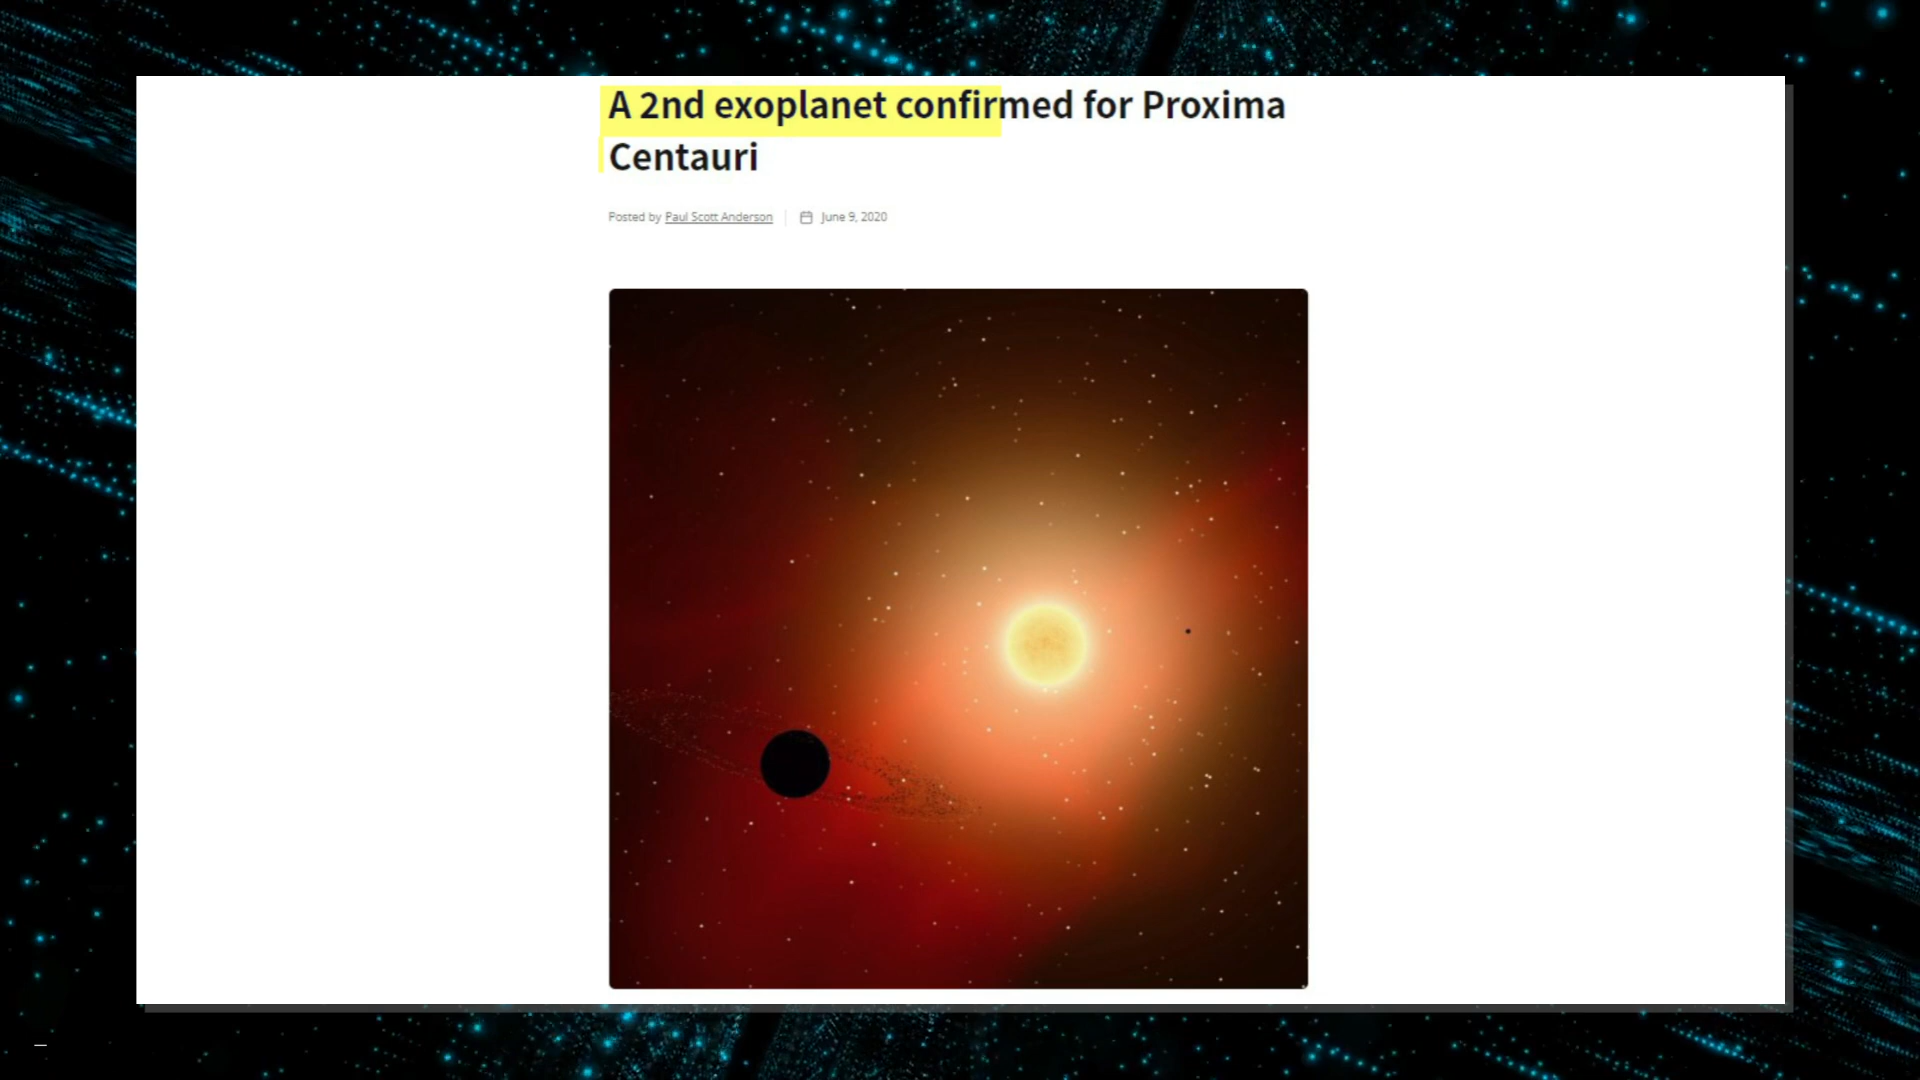 A 2nd exoplanet confirmed for Proxima
Centauri
Posted by Paul Scott Anderson June 9, 2020